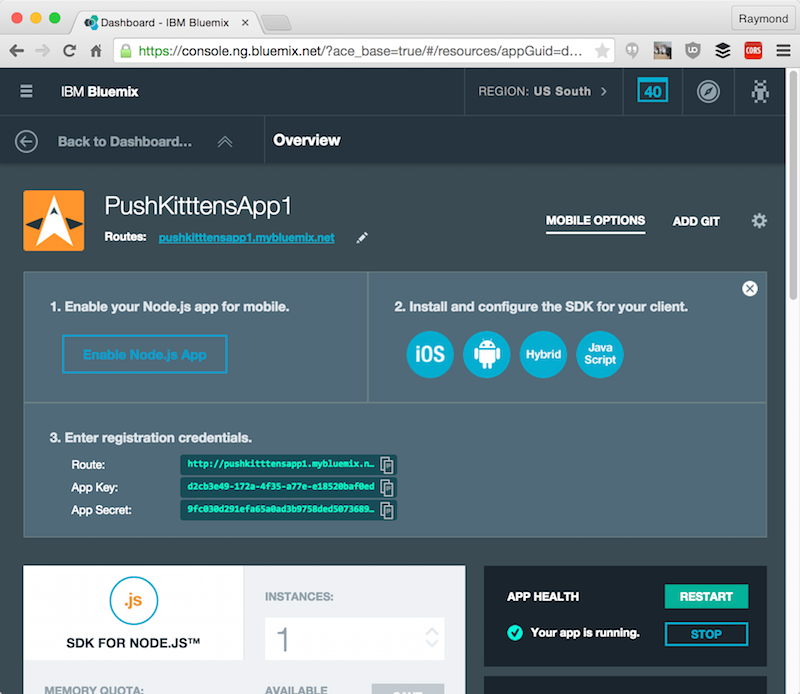 Dashboard - IBM Bluemix
Raymond
https://console.ng.bluemix.net/?ace_base=true/#/resources/appGuid=d...
UD
CORS
IBM Bluemix
REGION: US South
40
Back to Dashboard...
Overview
PushKitttensApp1
Routes: pushkitttensapp1.mybluemix.net
MOBILE OPTIONS
ADD GIT
1. Enable your Node.js app for mobile.
Enable Node.js App
2. Install and configure the SDK for your client.
iOS
Hybrid
Java
Script
3. Enter registration credentials.
Route: http://pushkitttensapp1.mybluemix.n…
App Key: d2cb3e49-172a-4f35-a77e-e18520baf0ed
App Secret: 9fc030d291efa65a0ad3b9758ded5073689…
.js
SDK FOR NODE.JS™
INSTANCES:
1
APP HEALTH
RESTART
Your app is running.
STOP
MEMORY QUOTA:
AVAILABLE
SAVE